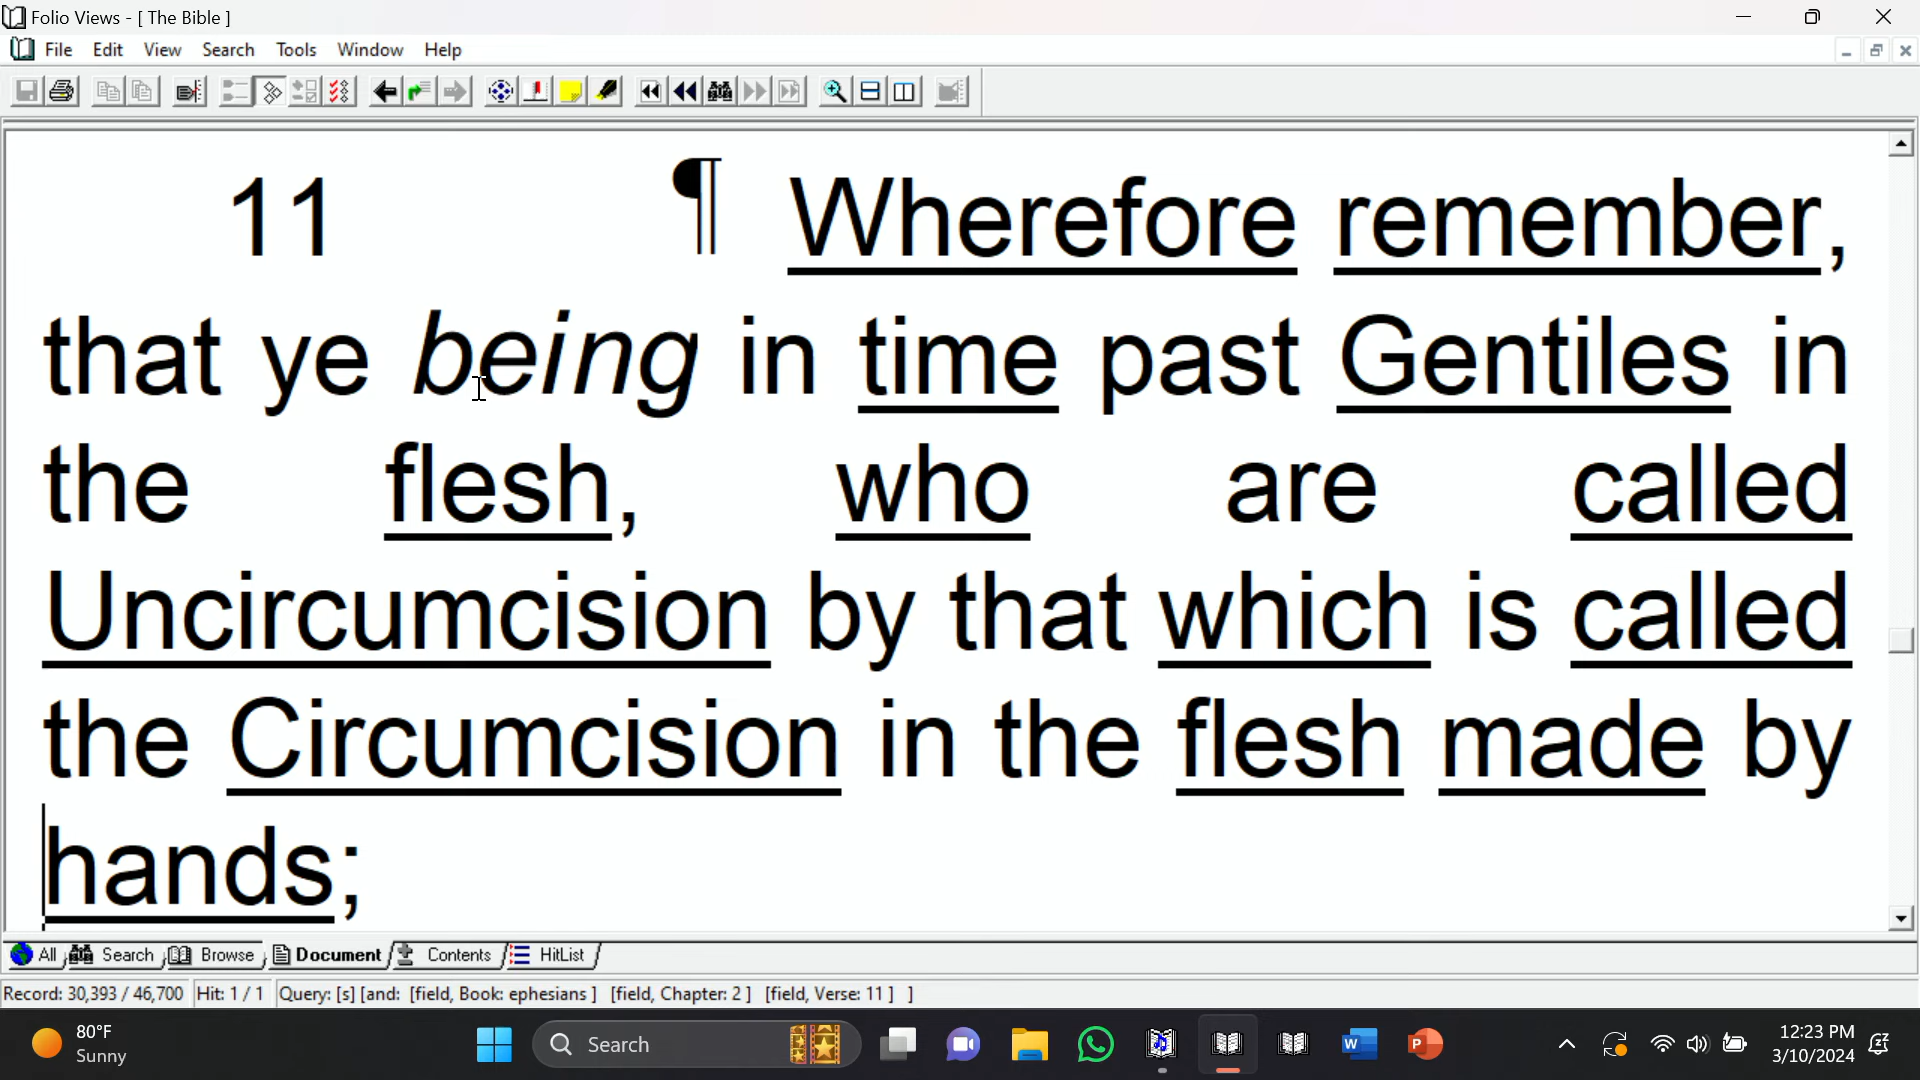 Folio Views - [ The Bible ]
File Edit View Search Tools Window Help
11 ¶ Wherefore remember,
that ye being in time past Gentiles in
the flesh, who are called
Uncircumcision by that which is called
the Circumcision in the flesh made by
hands;
All Search Browse Document Contents HitList
Record: 30,393 / 46,700 Hit: 1 / 1 Query: [s] [and: [field, Book: ephesians ] [field, Chapter: 2 ] [field, Verse: 11 ] ]
80°F
Sunny
Search
12:23 PM
3/10/2024